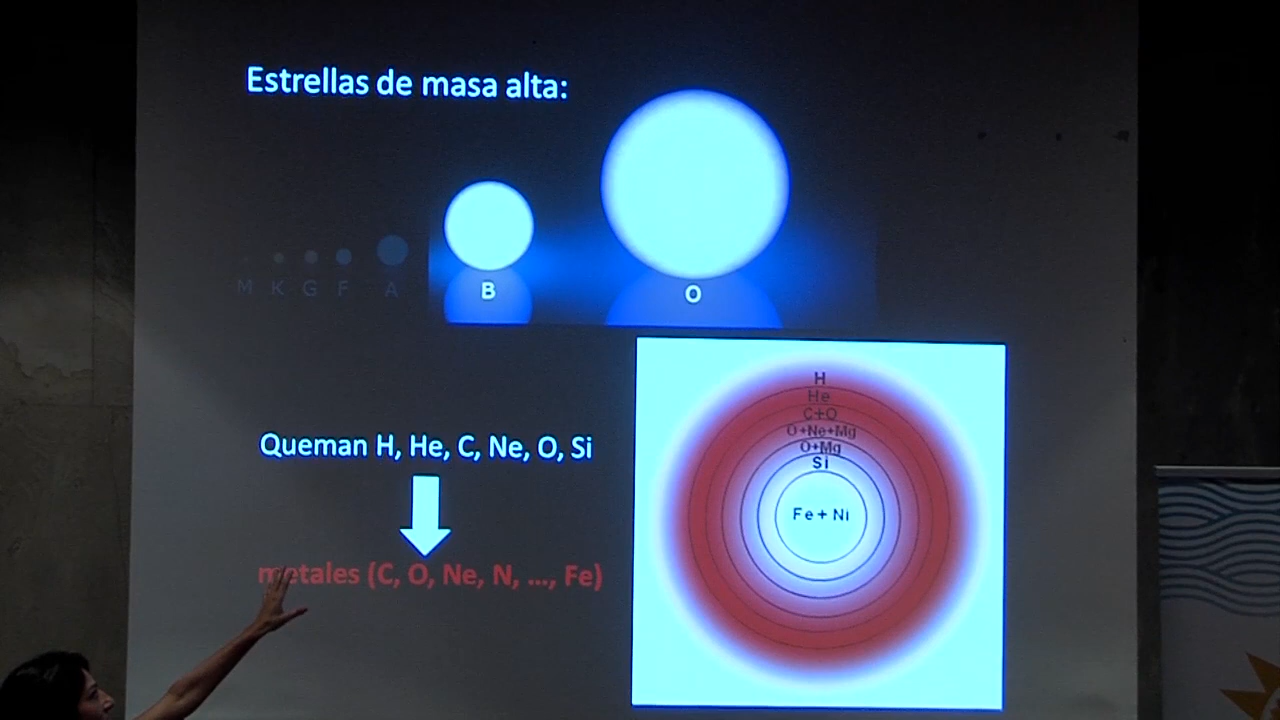 Estrellas de masa alta:
M K G F A B O
Queman H, He, C, Ne, O, Si
metales (C, O, Ne, N, ..., Fe)
H
He
C+O
O+Ne+Mg
O+Mg
Si
Fe + Ni